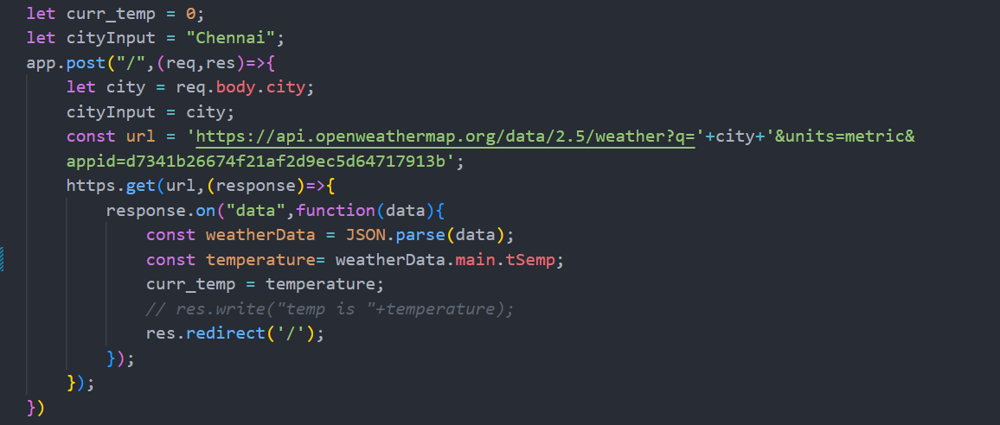 let curr_temp = 0;
let cityInput = "Chennai";
app.post("/",(req,res)=>{
    let city = req.body.city;
    cityInput = city;
    const url = 'https://api.openweathermap.org/data/2.5/weather?q='+city+'&units=metric&
    appid=d7341b26674f21af2d9ec5d64717913b';
    https.get(url,(response)=>{
        response.on("data",function(data){
            const weatherData = JSON.parse(data);
            const temperature= weatherData.main.tSemp;
            curr_temp = temperature;
            // res.write("temp is "+temperature);
            res.redirect('/');
        });
    });
})